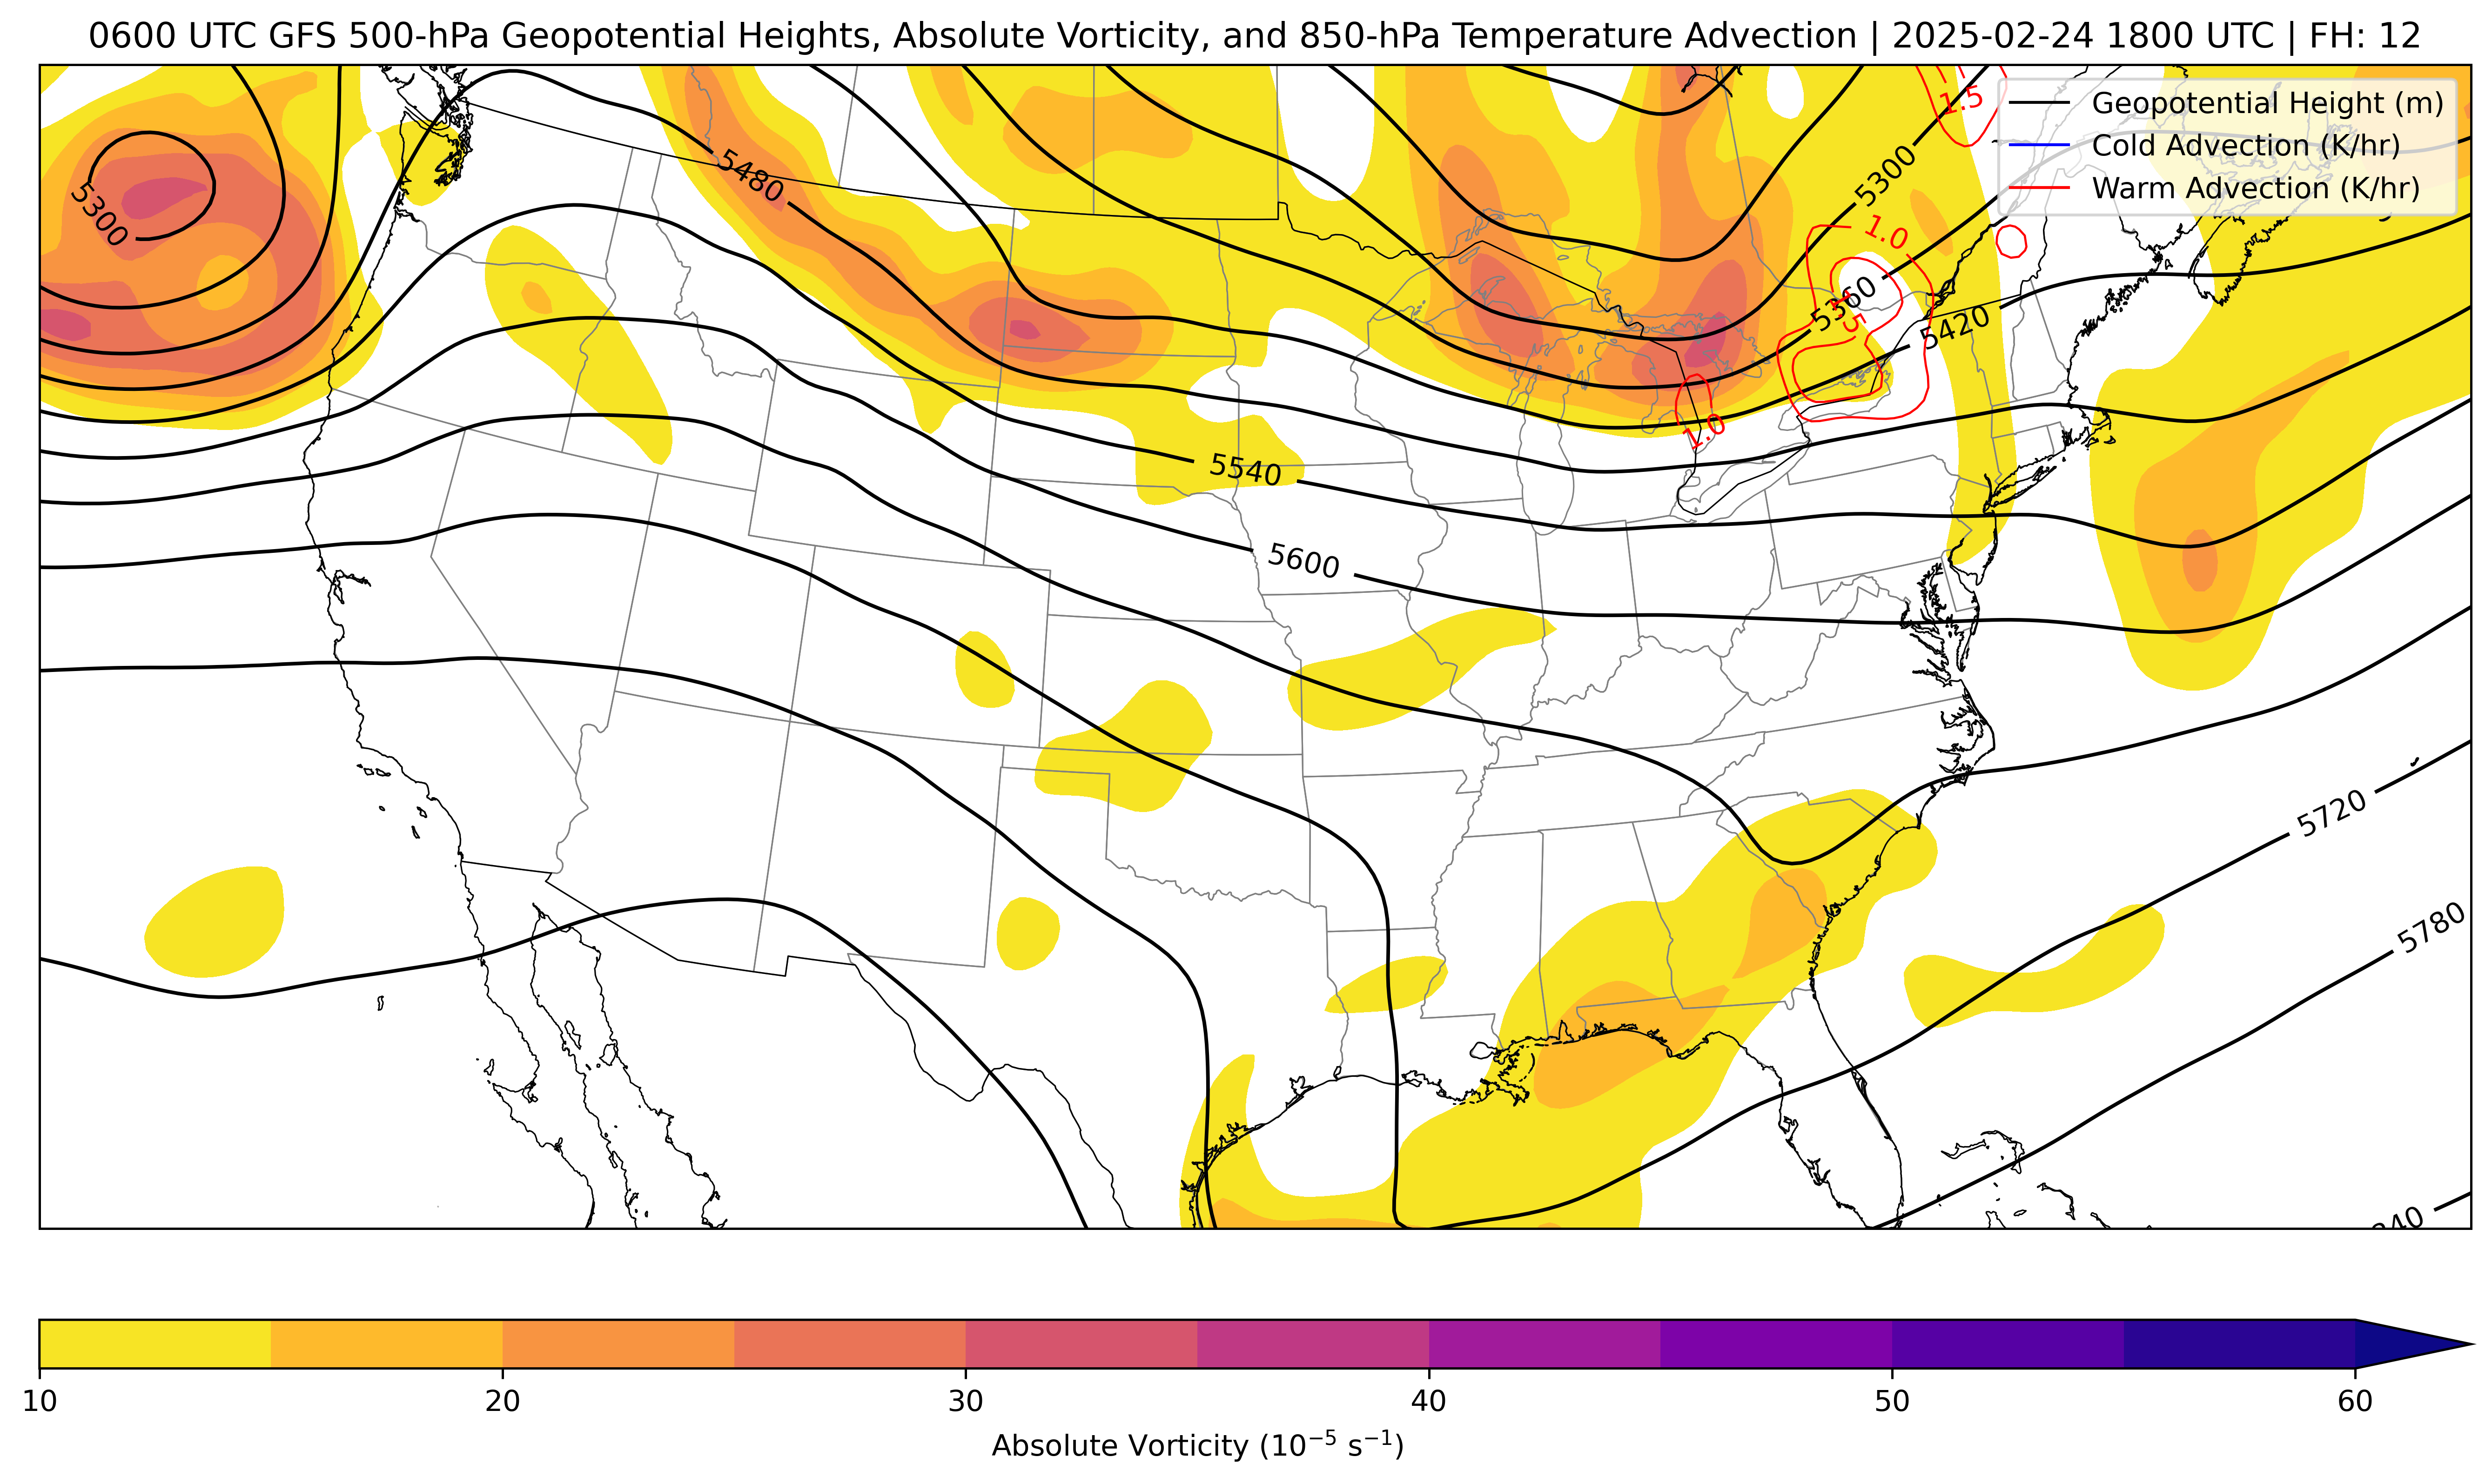 0600 UTC GFS 500-hPa Geopotential Heights, Absolute Vorticity, and 850-hPa Temperature Advection | 2025-02-24 1800 UTC | FH: 12
Geopotential Height (m)
Cold Advection (K/hr)
Warm Advection (K/hr)
1.5
5300
5480
5300
1.0
5360
5420
1.0
5540
5600
5720
5780
10 20 30 40 50 60
Absolute Vorticity (10⁻⁵ s⁻¹)